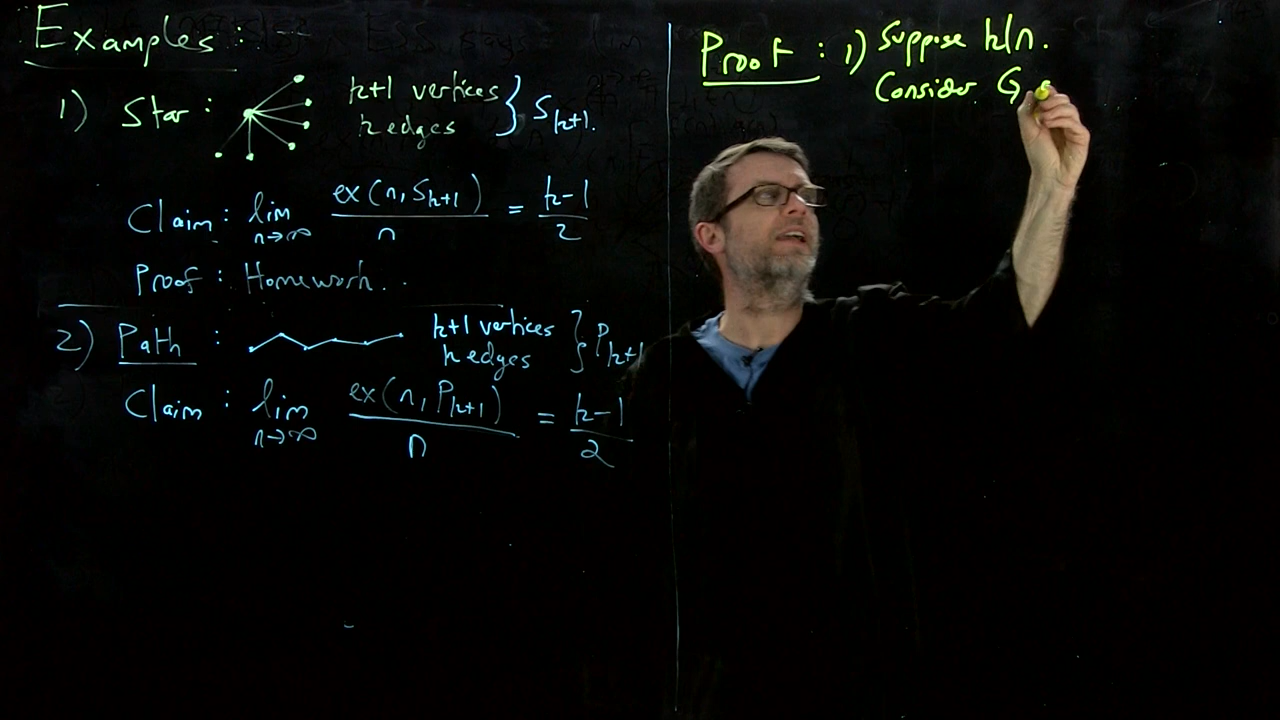 Examples:
1) Star: k+1 vertices
k edges } S_{k+1}.
Claim: lim_{n→∞} ex(n, S_{k+1}) / n = k-1 / 2
Proof: Homework..
2) Path: k+1 vertices
k edges } P_{k+1}
Claim: lim_{n→∞} ex(n, P_{k+1}) / n = k-1 / 2
Proof: 1) Suppose k|n.
Consider G